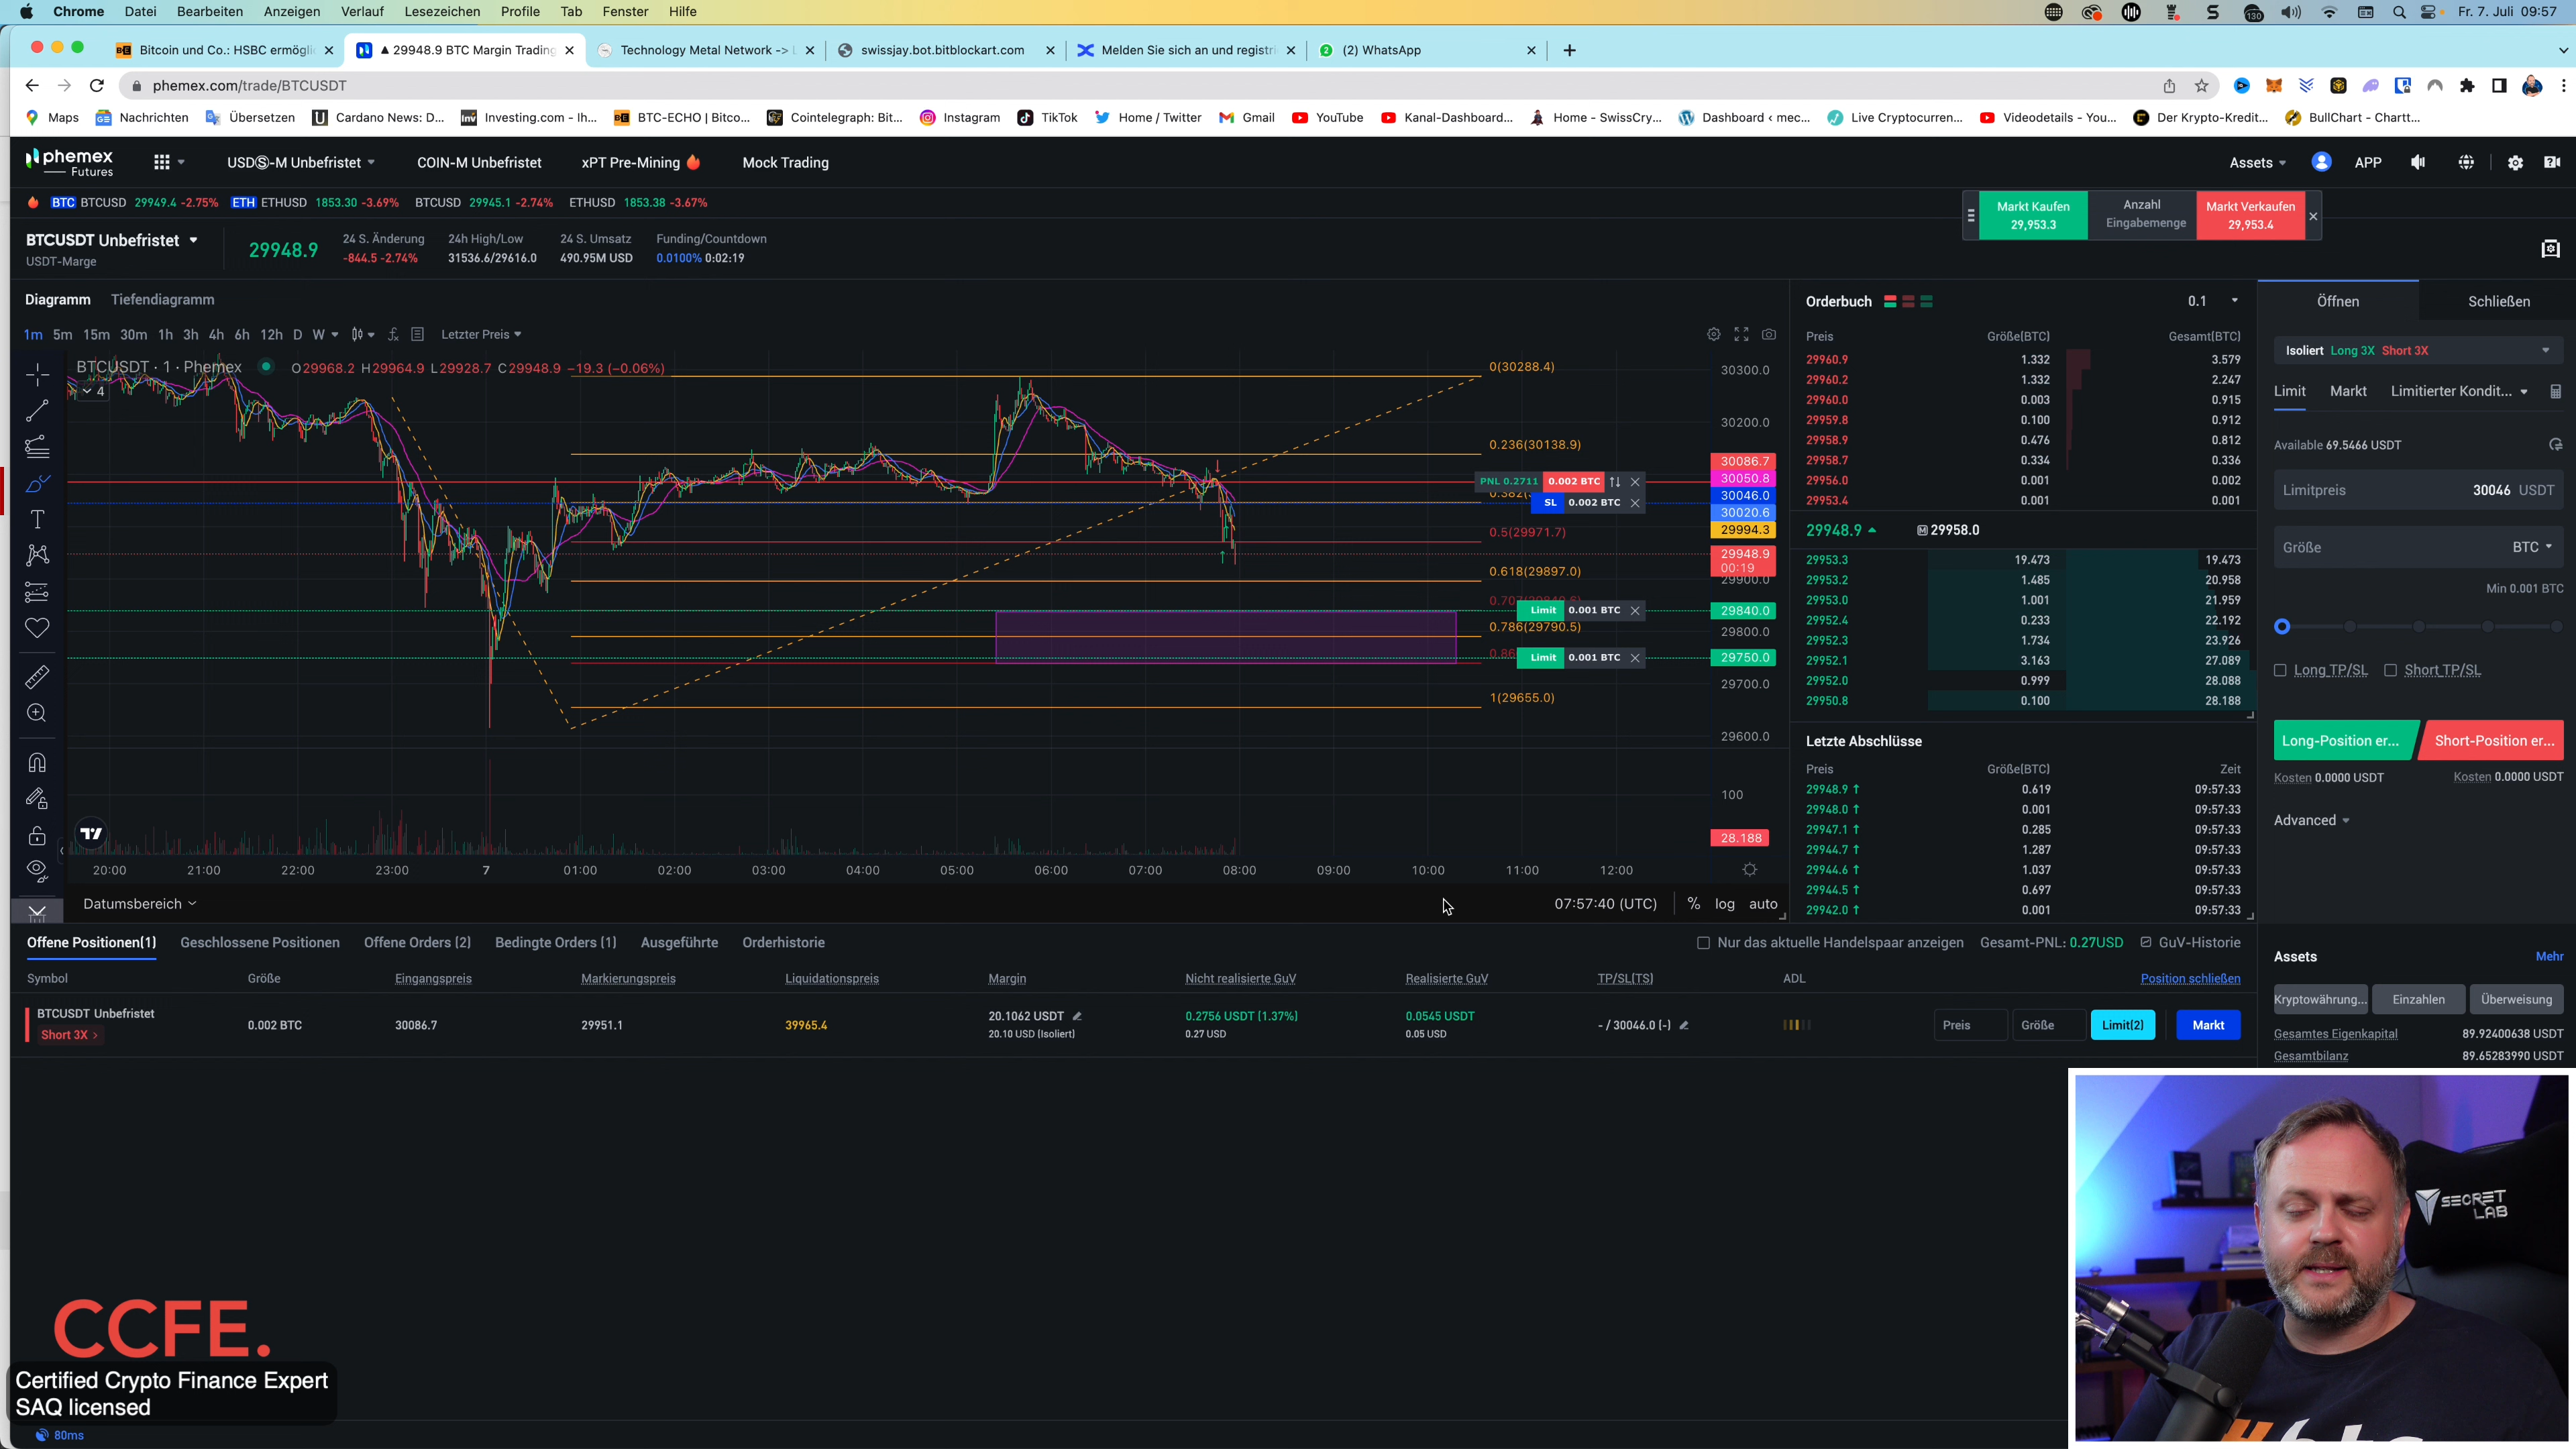 Chrome Datei Bearbeiten Anzeigen Verlauf Lesezeichen Profile Tab Fenster Hilfe 130 Fr. 7. Juli 09:57
Bitcoin und Co.: HSBC ermögli ▲ 29948.9 BTC Margin Trading Technology Metal Network -> swissjay.bot.bitblockart.com Melden Sie sich an und registri (2) WhatsApp
phemex.com/trade/BTCUSDT
Maps Nachrichten Übersetzen Cardano News: D... Investing.com - Ih... BTC-ECHO | Bitco... Cointelegraph: Bit... Instagram TikTok Home / Twitter Gmail YouTube Kanal-Dashboard... Home - SwissCry... Dashboard ‹ mec... Live Cryptocurren... Videodetails - You... Der Krypto-Kredit... BullChart - Chartt...
phemex Futures USDⓈ-M Unbefristet COIN-M Unbefristet xPT Pre-Mining Mock Trading Assets APP
BTC BTCUSD 29949.4 -2.75% ETH ETHUSD 1853.30 -3.69% BTCUSD 29945.1 -2.74% ETHUSD 1853.38 -3.67%
Markt Kaufen 29,953.3 Anzahl Eingabemenge Markt Verkaufen 29,953.4
BTCUSDT Unbefristet 29948.9 24 S. Änderung 24h High/Low 24 S. Umsatz Funding/Countdown
USDT-Marge -844.5 -2.74% 31536.6/29616.0 490.95M USD 0.0100% 0:02:19
Diagramm Tiefendiagramm
1m 5m 15m 30m 1h 3h 4h 6h 12h D W Letzter Preis
BTCUSDT · 1 · Phemex O29968.2 H29964.9 L29928.7 C29948.9 −19.3 (−0.06%)
4
0(30288.4)
0.236(30138.9)
PNL 0.2711 0.002 BTC
SL 0.002 BTC
0.5(29971.7)
0.618(29897.0)
Limit 0.001 BTC
0.786(29790.5)
Limit 0.001 BTC
1(29655.0)
30300.0
30200.0
30086.7
30050.8
30046.0
30020.6
29994.3
29948.9
00:19
29900.0
29840.0
29800.0
29750.0
29700.0
29600.0
100
28.188
20:00 21:00 22:00 23:00 7 01:00 02:00 03:00 04:00 05:00 06:00 07:00 08:00 09:00 10:00 11:00 12:00
Datumsbereich 07:57:40 (UTC) % log auto
Orderbuch 0.1
Preis Größe(BTC) Gesamt(BTC)
29960.9 1.332 3.579
29960.2 1.332 2.247
29960.0 0.003 0.915
29959.8 0.100 0.912
29958.9 0.476 0.812
29958.7 0.334 0.336
29956.0 0.001 0.002
29953.4 0.001 0.001
29948.9 M 29958.0
29953.3 19.473 19.473
29953.2 1.485 20.958
29953.0 1.001 21.959
29952.4 0.233 22.192
29952.3 1.734 23.926
29952.1 3.163 27.089
29952.0 0.999 28.088
29950.8 0.100 28.188
Letzte Abschlüsse
Preis Größe(BTC) Zeit
29948.9 ↑ 0.619 09:57:33
29948.0 ↑ 0.001 09:57:33
29947.1 ↑ 0.285 09:57:33
29944.7 ↑ 1.287 09:57:33
29944.6 ↑ 1.037 09:57:33
29944.5 ↑ 0.697 09:57:33
29942.0 ↑ 0.001 09:57:33
Öffnen Schließen
Isoliert Long 3X Short 3X
Limit Markt Limitierter Kondit...
Available 69.5466 USDT
Limitpreis 30046 USDT
Größe BTC
Min 0.001 BTC
Long TP/SL Short TP/SL
Long-Position er... Short-Position er...
Kosten 0.0000 USDT Kosten 0.0000 USDT
Advanced
Offene Positionen(1) Geschlossene Positionen Offene Orders (2) Bedingte Orders (1) Ausgeführte Orderhistorie Nur das aktuelle Handelspaar anzeigen Gesamt-PNL: 0.27USD GuV-Historie
Symbol Größe Eingangspreis Markierungspreis Liquidationspreis Margin Nicht realisierte GuV Realisierte GuV TP/SL(TS) ADL Position schließen
BTCUSDT Unbefristet 0.002 BTC 30086.7 29951.1 39965.4 20.1062 USDT 0.2756 USDT (1.37%) 0.0545 USDT - / 30046.0 (-) Preis Größe Limit(2) Markt
Short 3X > 20.10 USD (Isoliert) 0.27 USD 0.05 USD
Assets Mehr
Kryptowährung... Einzahlen Überweisung
Gesamtes Eigenkapital 89.92400638 USDT
Gesamtbilanz 89.65283990 USDT
SECRET LAB
CCFE.
Certified Crypto Finance Expert
SAQ licensed
80ms